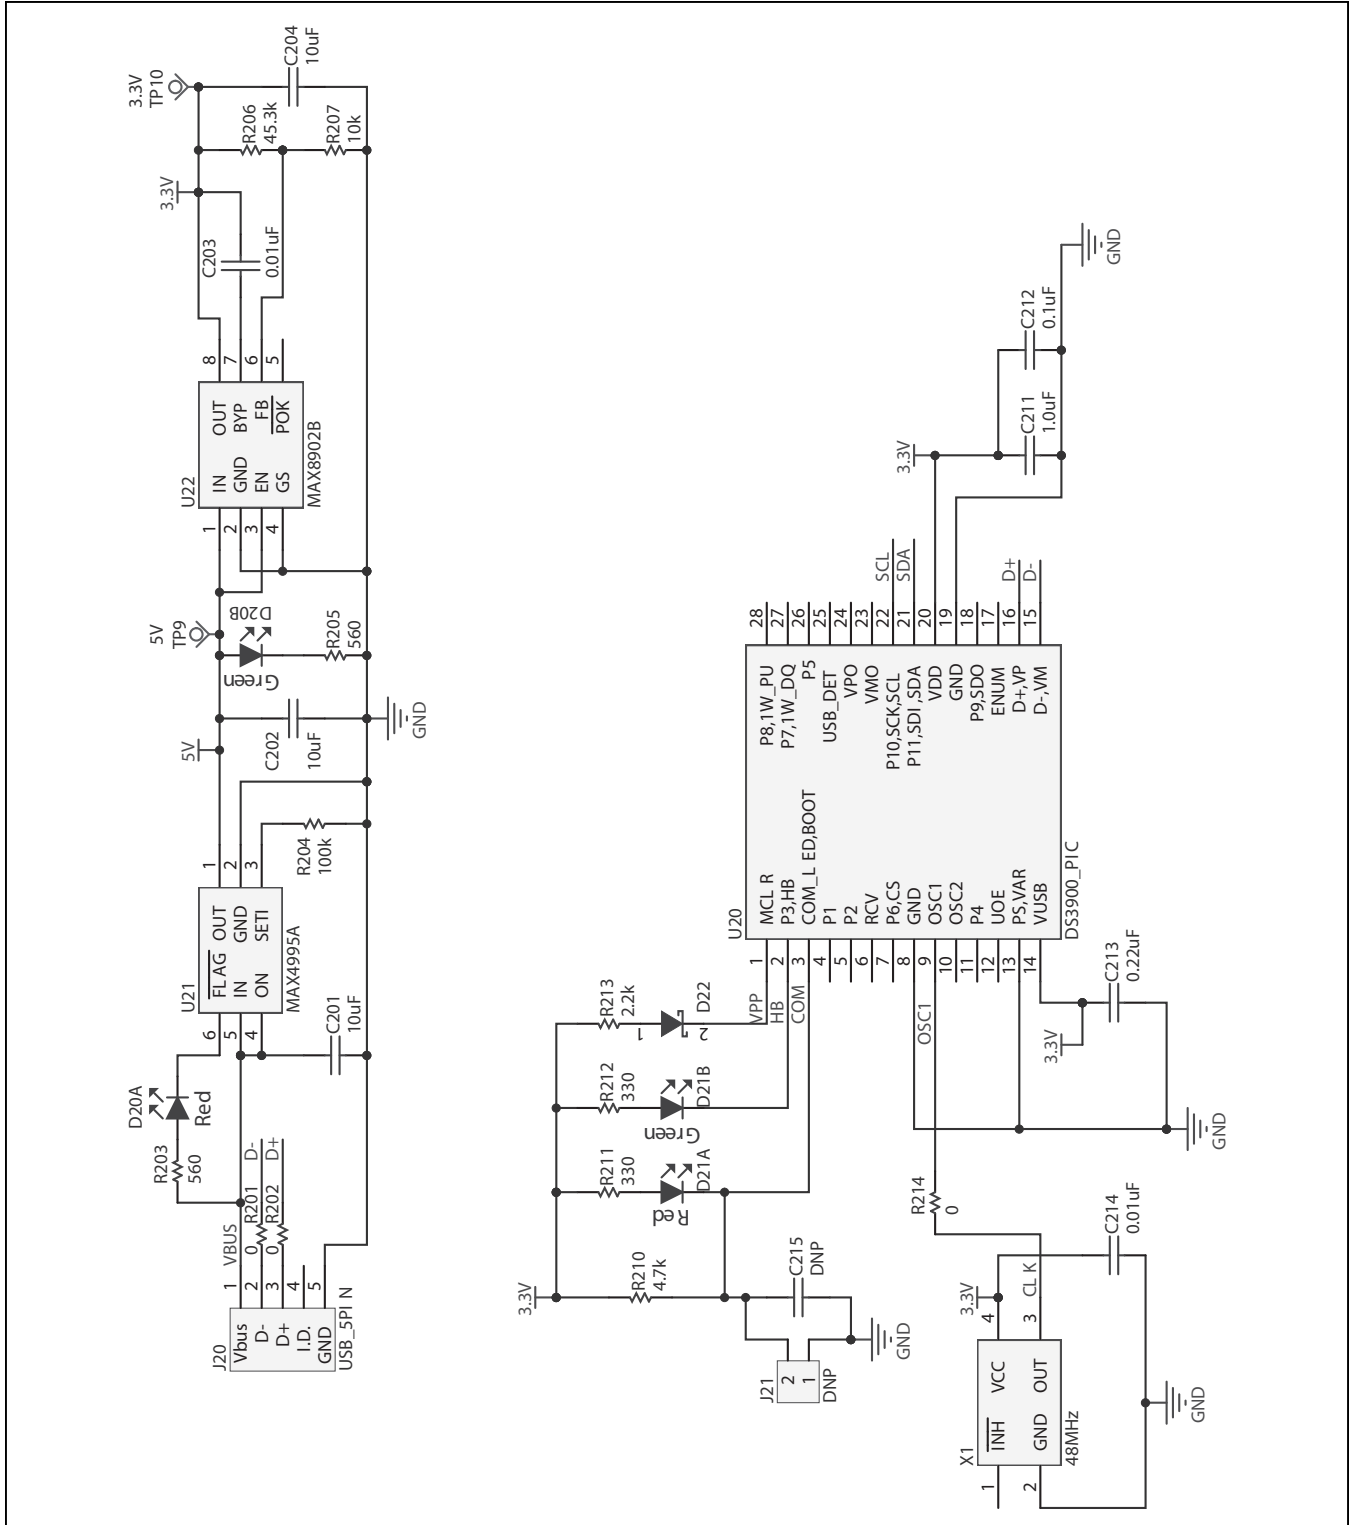 J20
USB_5PI N
Vbus
D-
D+
I.D.
GND
1
2
3
4
5
VBUS
0
R201
D-
0
R202
D+
R203
560
D20A
Red
U21
MAX4995A
FLAG
IN
ON
OUT
GND
SETI
6
5
4
1
2
3
C201
10uF
R204
100k
5V
C202
10uF
GND
5V
TP9
Green
D20B
R205
560
U22
MAX8902B
IN
GND
EN
GS
OUT
BYP
FB
POK
1
2
3
4
8
7
6
5
C203
0.01uF
3.3V
R206
45.3k
R207
10k
3.3V
TP10
C204
10uF
3.3V
R210
4.7k
J21
2
1
DNP
C215
DNP
GND
R211
330
Red
D21A
R212
330
Green
D21B
R213
2.2k
1
2
D22
VPP
HB
COM
OSC1
U20
DS3900_PIC
1
2
3
4
5
6
7
8
9
10
11
12
13
14
MCL R
P3,HB
COM_L ED,BOOT
P1
P2
RCV
P6,CS
GND
OSC1
OSC2
P4
UOE
PS,VAR
VUSB
P8,1W_PU
P7,1W_DQ
P5
USB_DET
VPO
VMO
P10,SCK,SCL
P11,SDI ,SDA
VDD
GND
P9,SDO
ENUM
D+,VP
D-,VM
28
27
26
25
24
23
22
21
20
19
18
17
16
15
SCL
SDA
D+
D-
3.3V
C211
1.0uF
C212
0.1uF
GND
3.3V
C213
0.22uF
GND
R214
0
X1
48MHz
INH
GND
VCC
OUT
1
2
4
3
3.3V
CL K
C214
0.01uF
GND